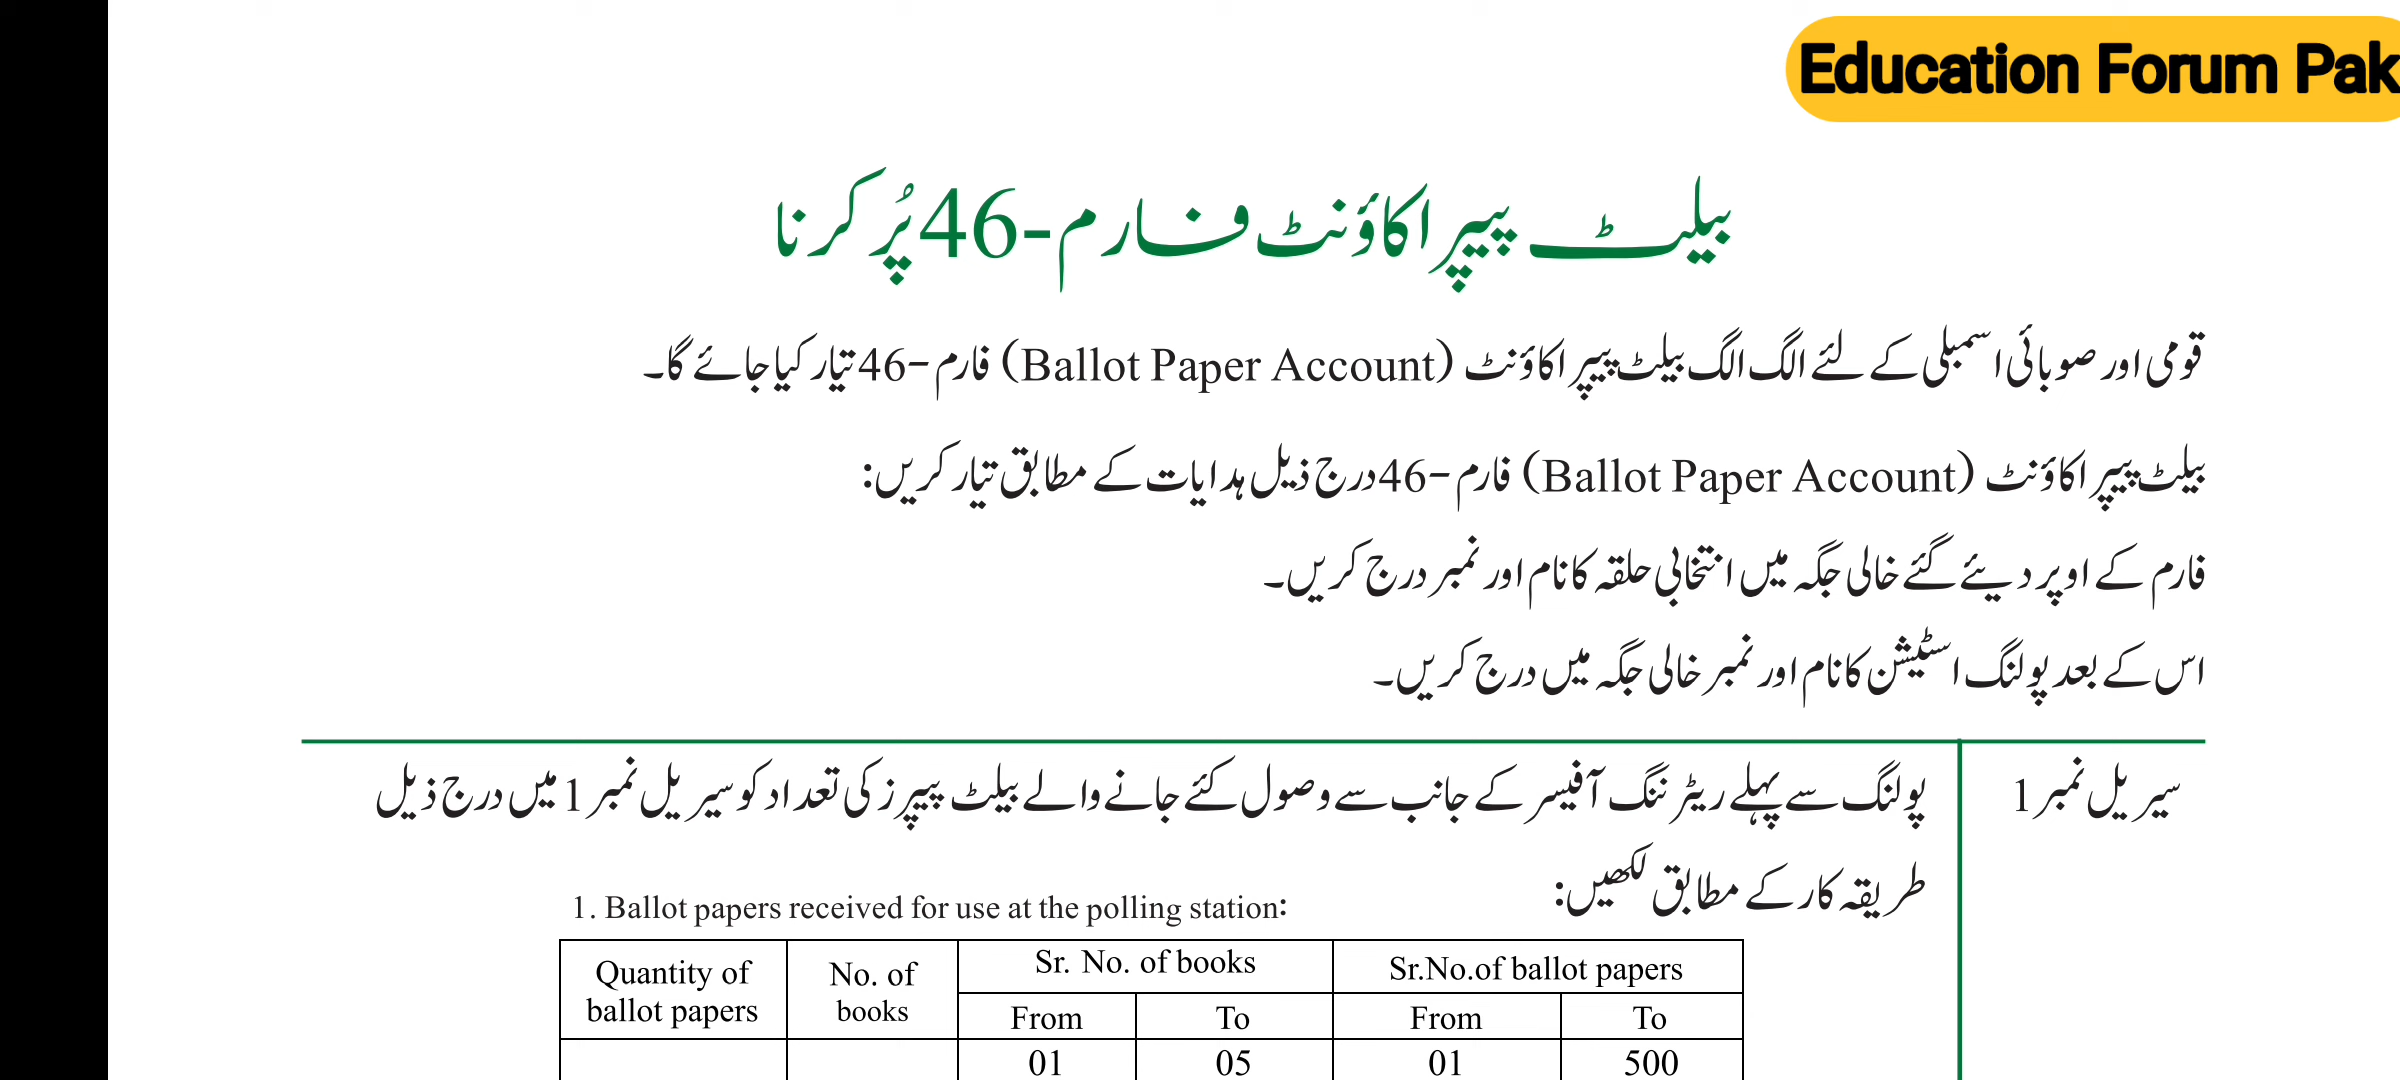 Education Forum Pak
بیلٹ پیپر اکاؤنٹ فارم-46 پُر کرنا
قومی اور صوبائی اسمبلی کے لئے الگ الگ بیلٹ پیپر اکاؤنٹ (Ballot Paper Account) فارم-46 تیار کیا جائے گا۔
بیلٹ پیپر اکاؤنٹ (Ballot Paper Account) فارم-46 درج ذیل ہدایات کے مطابق تیار کریں:
فارم کے اوپر دیئے گئے خالی جگہ میں انتخابی حلقہ کا نام اور نمبر درج کریں۔
اس کے بعد پولنگ اسٹیشن کا نام اور نمبر خالی جگہ میں درج کریں۔
سیریل نمبر 1
پولنگ سے پہلے ریٹرننگ آفیسر کے جانب سے وصول کئے جانے والے بیلٹ پیپرز کی تعداد کو سیریل نمبر 1 میں درج ذیل
طریقہ کار کے مطابق لکھیں:
1. Ballot papers received for use at the polling station:
Quantity of ballot papers No. of books Sr. No. of books Sr.No.of ballot papers
From To From To
01 05 01 500